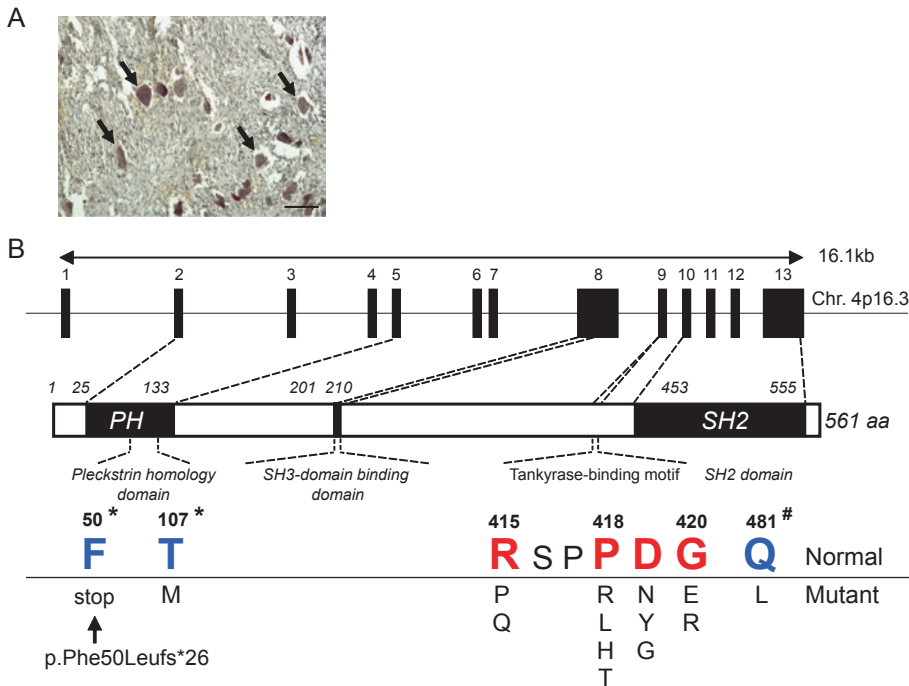 A
B
16.1kb
1 2 3 4 5 6 7 8 9 10 11 12 13
Chr. 4p16.3
1 25 133 201 210 453 555
PH SH2 561 aa
Pleckstrin homology domain
SH3-domain binding domain
Tankyrase-binding motif
SH2 domain
50 * 107 * 415 418 420 481 #
F T R S P P D G Q Normal
stop M P R N E L Mutant
Q L Y R
H G
p.Phe50Leufs*26
T